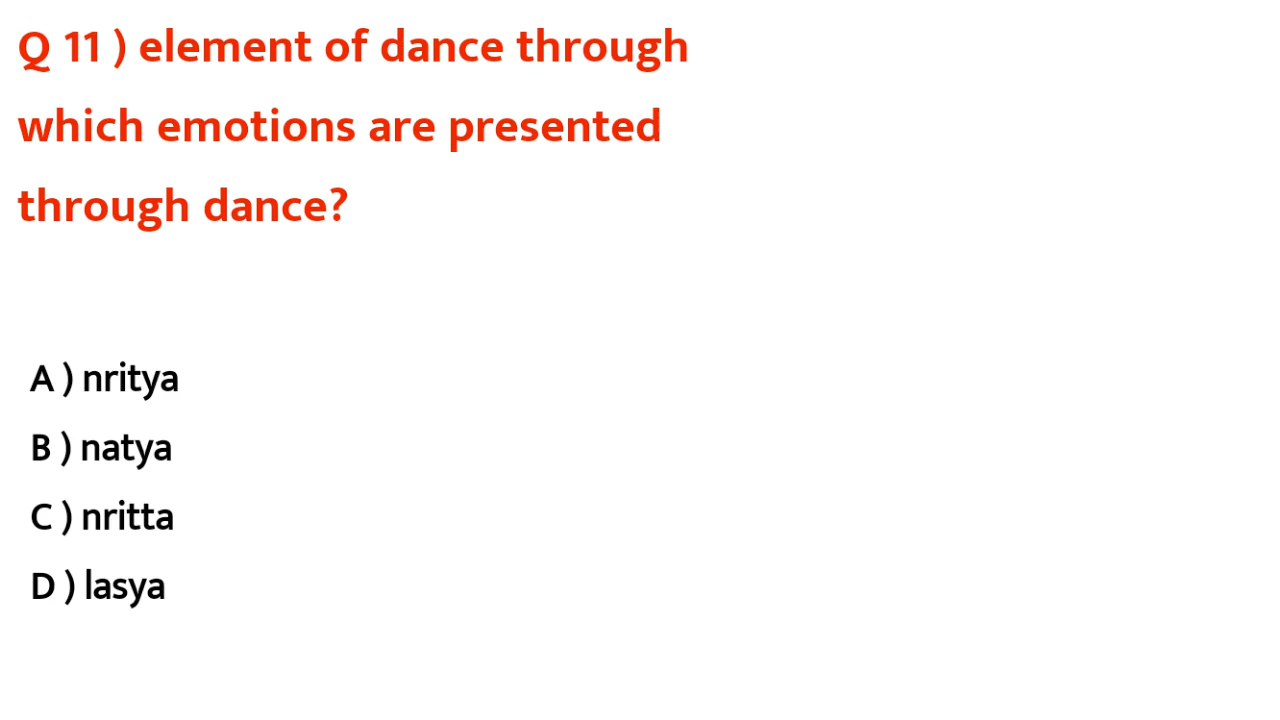 Q 11 ) element of dance through
which emotions are presented
through dance?
A ) nritya
B ) natya
C ) nritta
D ) lasya